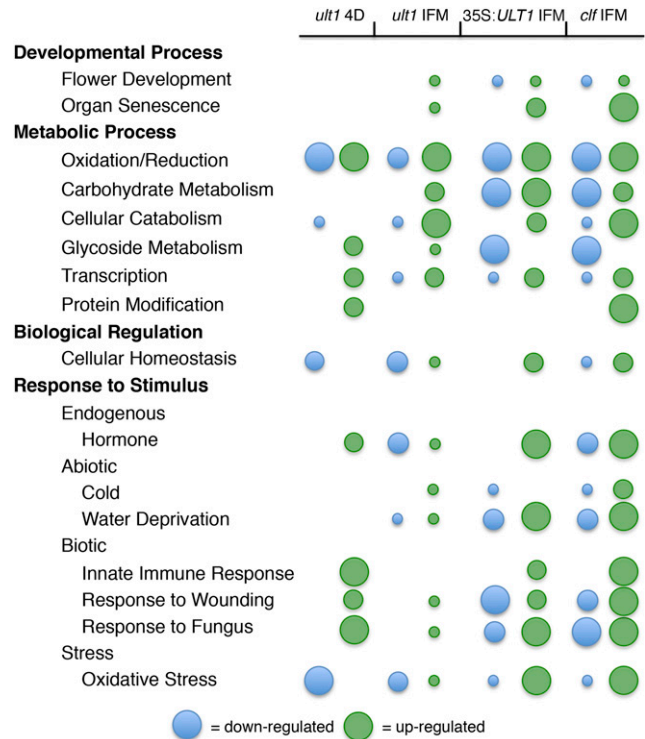 ult1 4D ult1 IFM 35S:ULT1 IFM clf IFM
Developmental Process
Flower Development
Organ Senescence
Metabolic Process
Oxidation/Reduction
Carbohydrate Metabolism
Cellular Catabolism
Glycoside Metabolism
Transcription
Protein Modification
Biological Regulation
Cellular Homeostasis
Response to Stimulus
Endogenous
Hormone
Abiotic
Cold
Water Deprivation
Biotic
Innate Immune Response
Response to Wounding
Response to Fungus
Stress
Oxidative Stress
= down-regulated = up-regulated